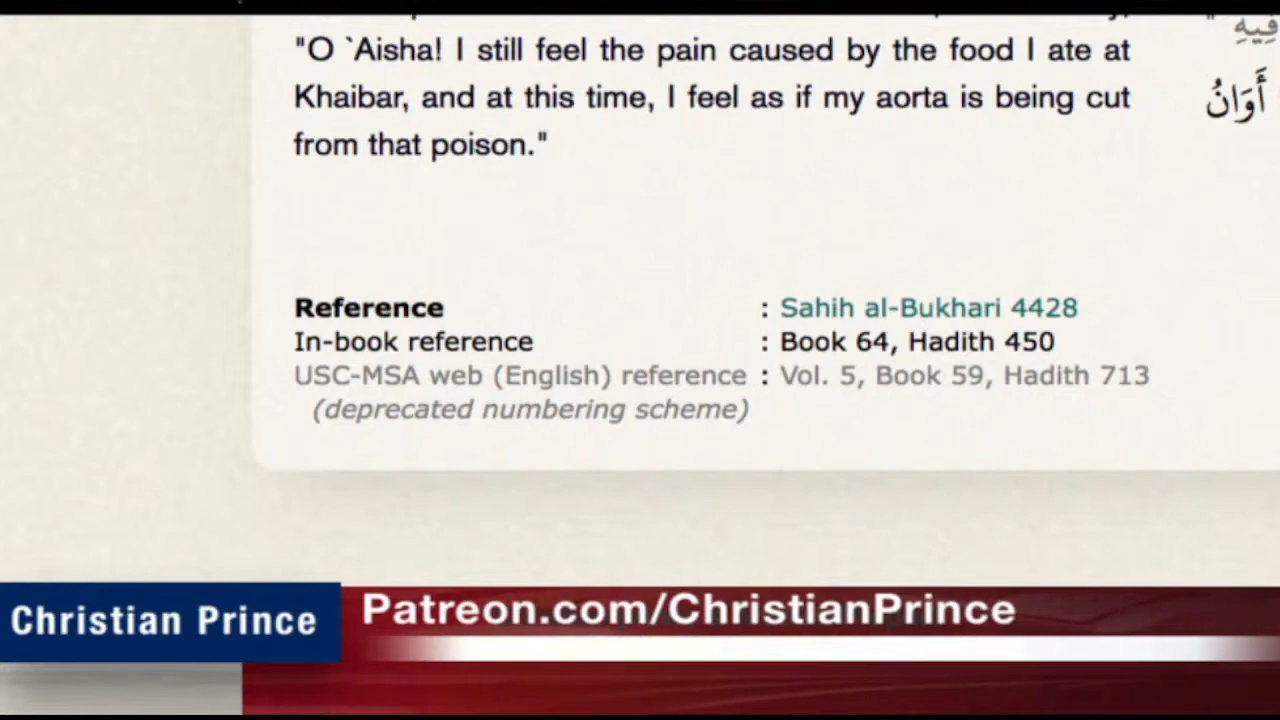 "O `Aisha! I still feel the pain caused by the food I ate at
Khaibar, and at this time, I feel as if my aorta is being cut
from that poison."
فِيهِ
أَوَانُ
Reference : Sahih al-Bukhari 4428
In-book reference : Book 64, Hadith 450
USC-MSA web (English) reference : Vol. 5, Book 59, Hadith 713
(deprecated numbering scheme)
Christian Prince
Patreon.com/ChristianPrince